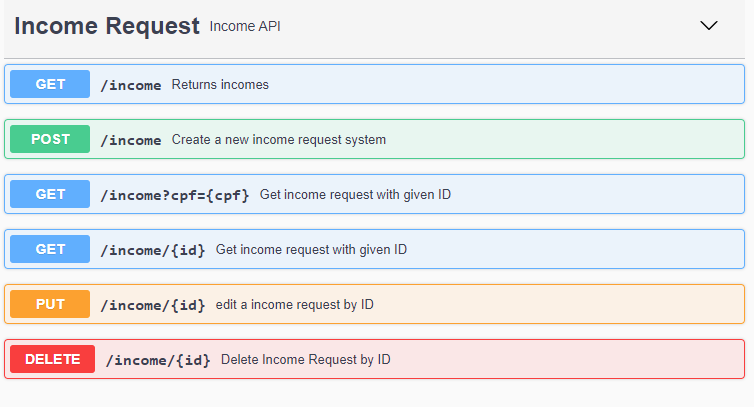 Income Request Income API
GET /income Returns incomes
POST /income Create a new income request system
GET /income?cpf={cpf} Get income request with given ID
GET /income/{id} Get income request with given ID
PUT /income/{id} edit a income request by ID
DELETE /income/{id} Delete Income Request by ID